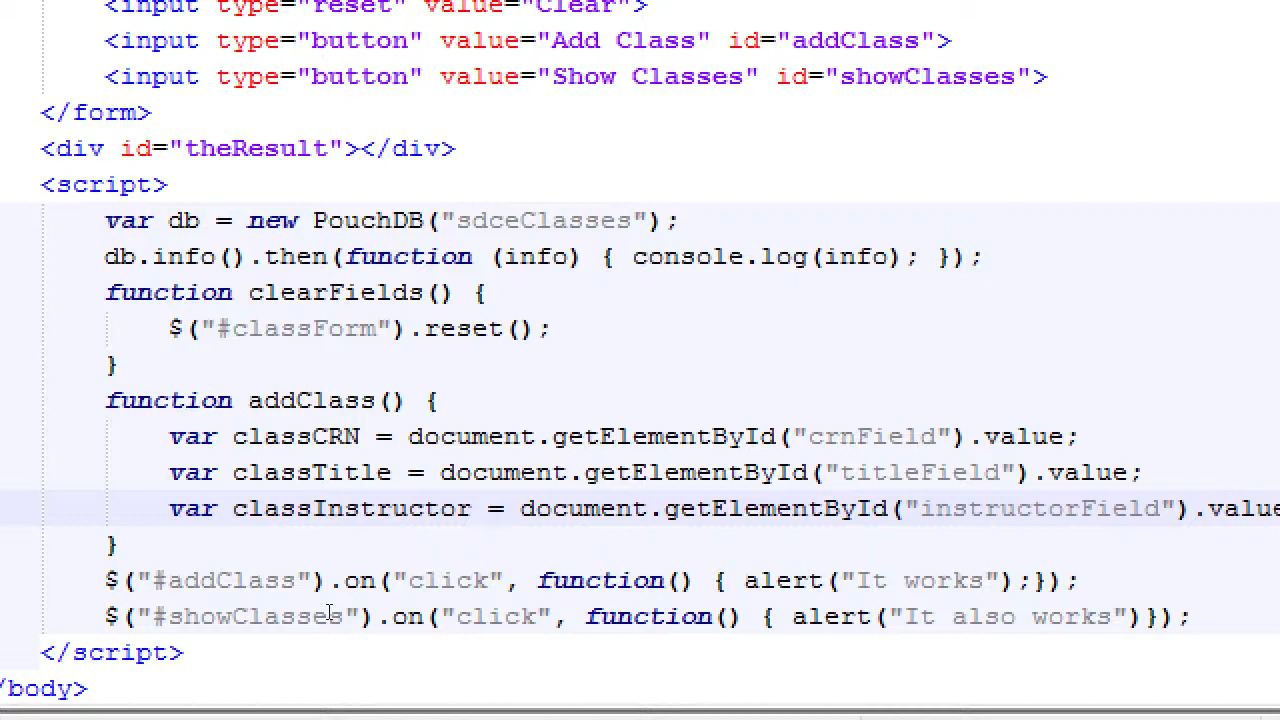 <input type="reset" value="Clear">
<input type="button" value="Add Class" id="addClass">
<input type="button" value="Show Classes" id="showClasses">
</form>
<div id="theResult"></div>
<script>
var db = new PouchDB("sdceClasses");
db.info().then(function (info) { console.log(info); });
function clearFields() {
$("#classForm").reset();
}
function addClass() {
var classCRN = document.getElementById("crnField").value;
var classTitle = document.getElementById("titleField").value;
var classInstructor = document.getElementById("instructorField").value
}
$("#addClass").on("click", function() { alert("It works");});
$("#showClasses").on("click", function() { alert("It also works")});
</script>
/body>